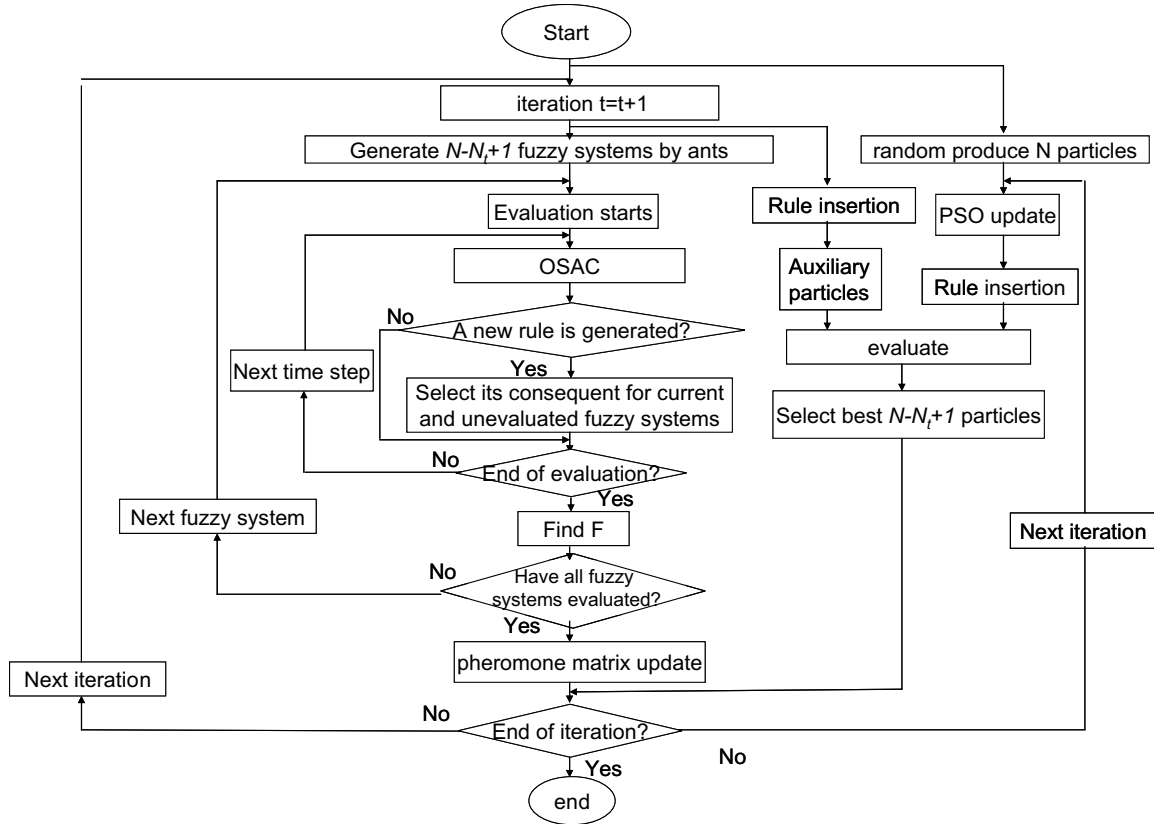 Start
iteration t=t+1
Generate N-Nt+1 fuzzy systems by ants
random produce N particles
Evaluation starts
Rule insertion
PSO update
OSAC
Auxiliary
particles
Rule insertion
No
A new rule is generated?
evaluate
Next time step
Yes
Select its consequent for current
and unevaluated fuzzy systems
Select best N-Nt+1 particles
No
End of evaluation?
Yes
Next fuzzy system
Find F
Next iteration
No
Have all fuzzy
systems evaluated?
Yes
pheromone matrix update
Next iteration
No
End of iteration?
No
Yes
end